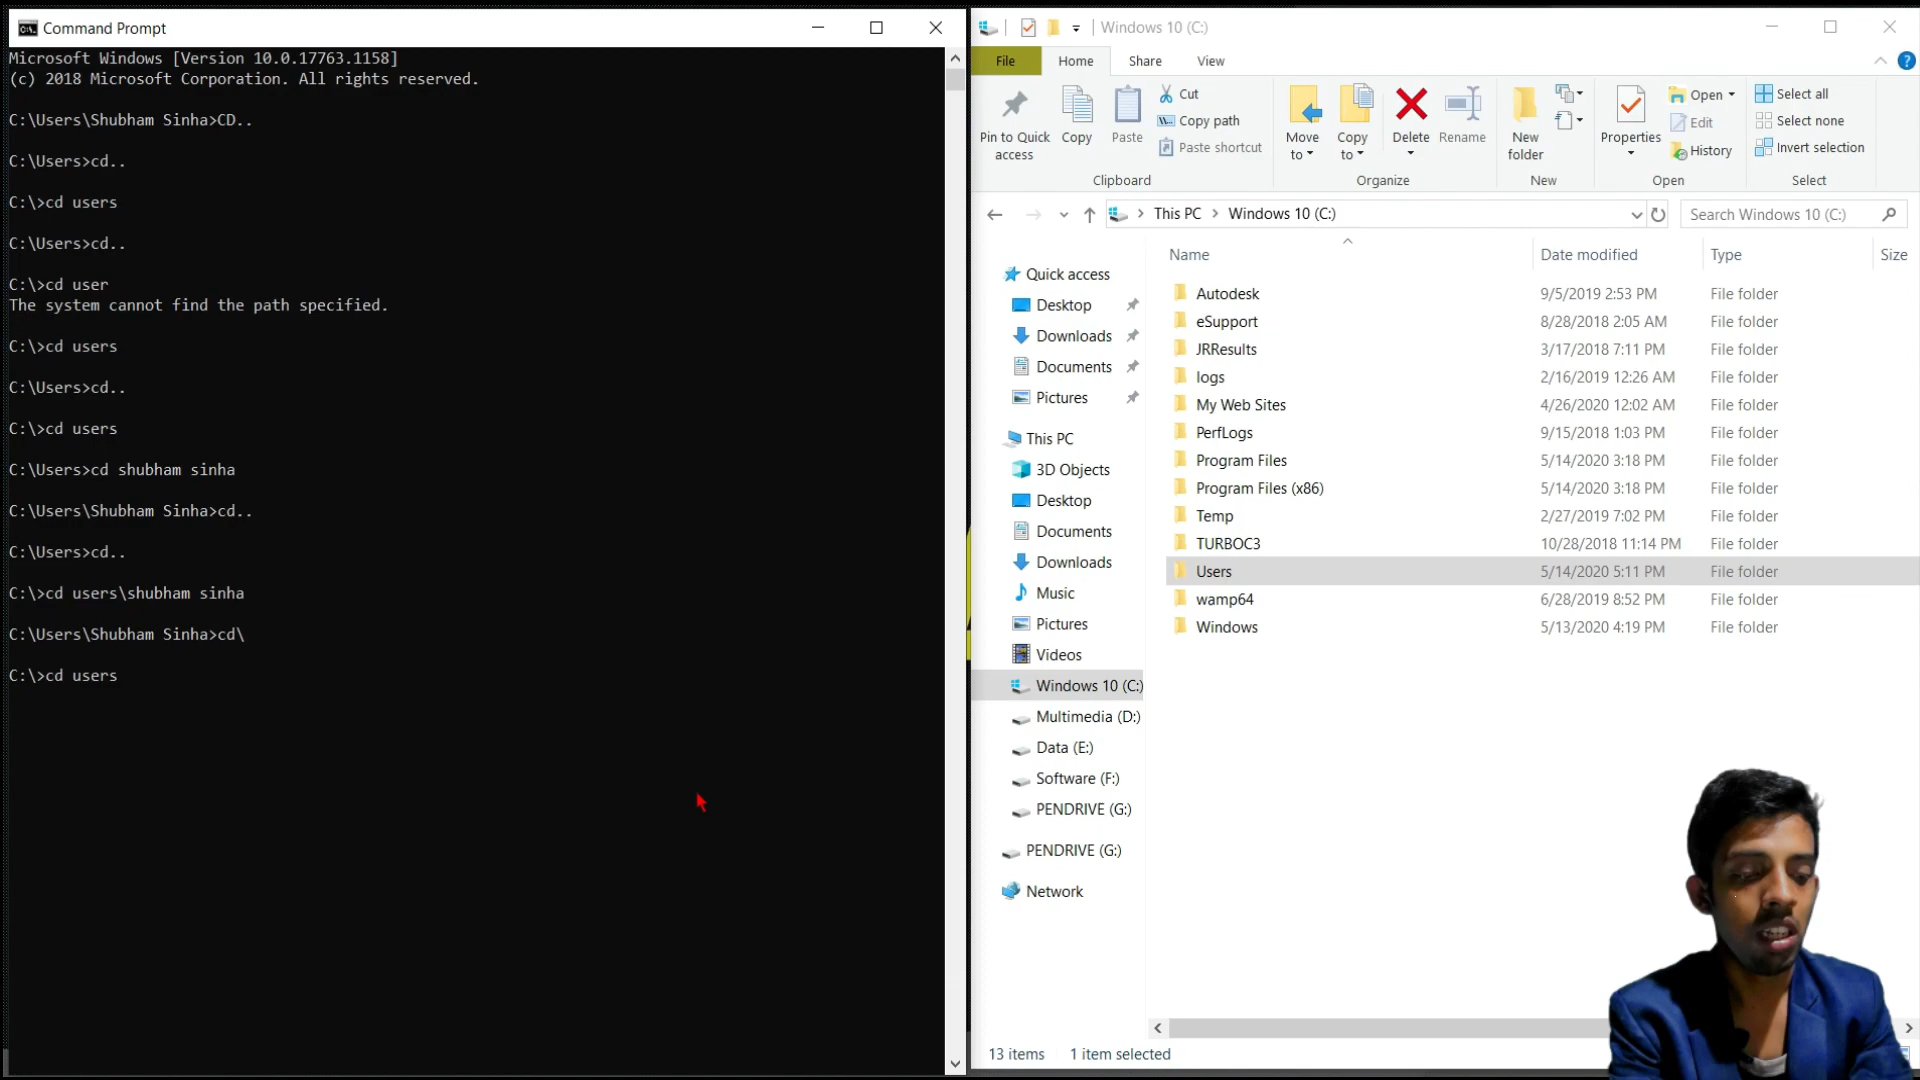 Command Prompt
Microsoft Windows [Version 10.0.17763.1158]
(c) 2018 Microsoft Corporation. All rights reserved.
C:\Users\Shubham Sinha>CD..
C:\Users>cd..
C:\>cd users
C:\Users>cd..
C:\>cd user
The system cannot find the path specified.
C:\>cd users
C:\Users>cd..
C:\>cd users
C:\Users>cd shubham sinha
C:\Users\Shubham Sinha>cd..
C:\Users>cd..
C:\>cd users\shubham sinha
C:\Users\Shubham Sinha>cd\
C:\>cd users
Windows 10 (C:)
File Home Share View
Pin to Quick access
Copy
Paste
Cut
Copy path
Paste shortcut
Clipboard
Move to
Copy to
Delete
Rename
Organize
New folder
New
Properties
Open
Edit
History
Open
Select all
Select none
Invert selection
Select
This PC > Windows 10 (C:)
Search Windows 10 (C:)
Quick access
Desktop
Downloads
Documents
Pictures
This PC
3D Objects
Desktop
Documents
Downloads
Music
Pictures
Videos
Windows 10 (C:)
Multimedia (D:)
Data (E:)
Software (F:)
PENDRIVE (G:)
PENDRIVE (G:)
Network
Name Date modified Type Size
Autodesk 9/5/2019 2:53 PM File folder
eSupport 8/28/2018 2:05 AM File folder
JRResults 3/17/2018 7:11 PM File folder
logs 2/16/2019 12:26 AM File folder
My Web Sites 4/26/2020 12:02 AM File folder
PerfLogs 9/15/2018 1:03 PM File folder
Program Files 5/14/2020 3:18 PM File folder
Program Files (x86) 5/14/2020 3:18 PM File folder
Temp 2/27/2019 7:02 PM File folder
TURBOC3 10/28/2018 11:14 PM File folder
Users 5/14/2020 5:11 PM File folder
wamp64 6/28/2019 8:52 PM File folder
Windows 5/13/2020 4:19 PM File folder
13 items 1 item selected